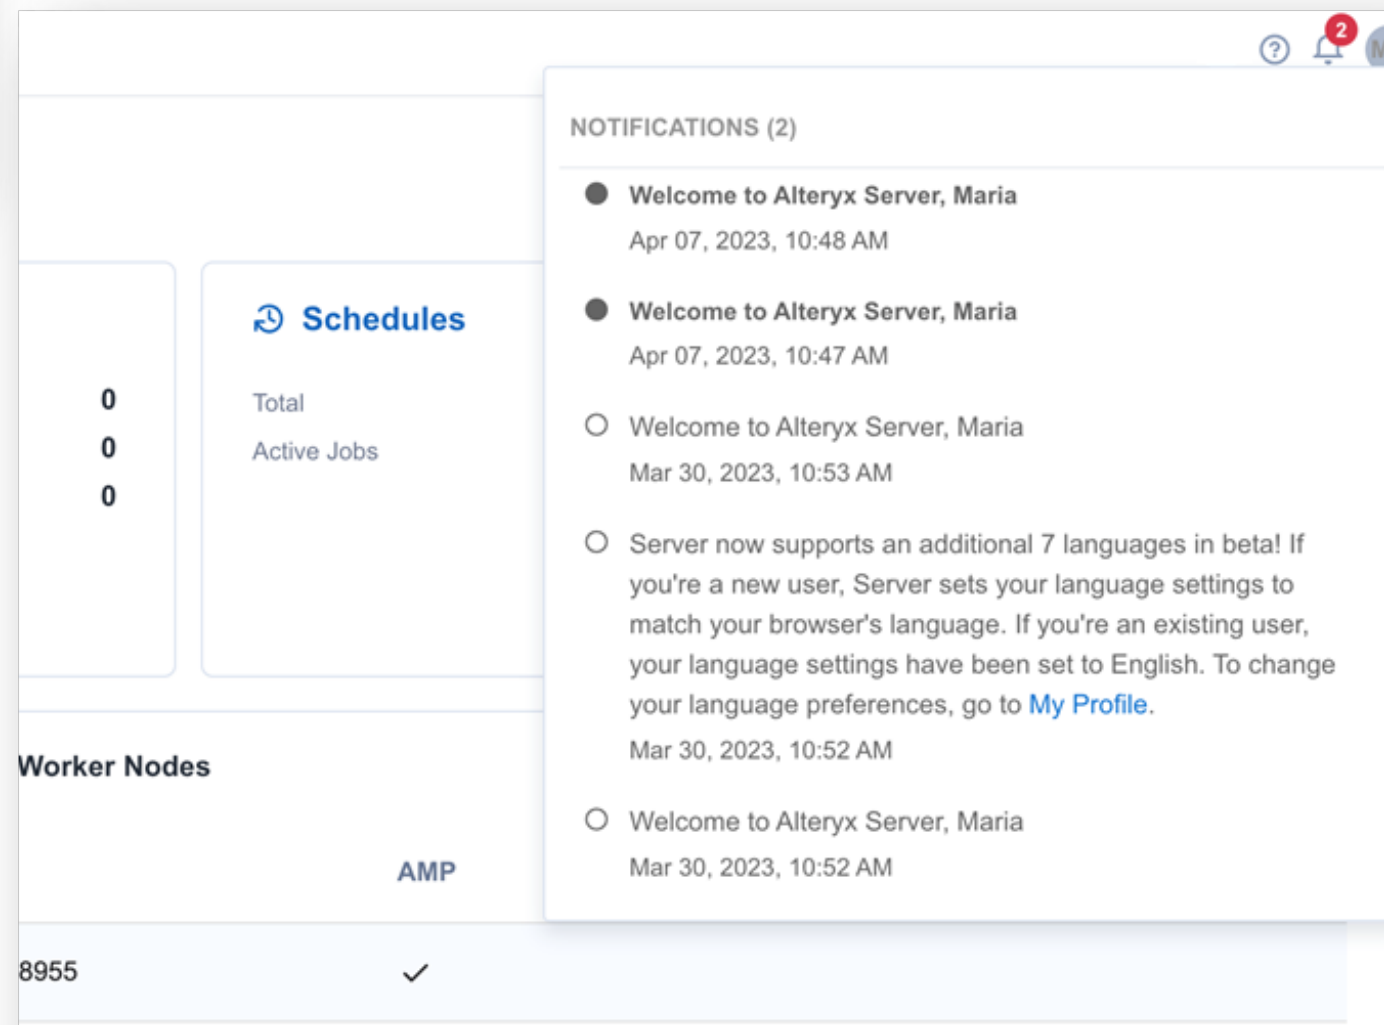 2
M
NOTIFICATIONS (2)
Welcome to Alteryx Server, Maria
Apr 07, 2023, 10:48 AM
Welcome to Alteryx Server, Maria
Apr 07, 2023, 10:47 AM
Welcome to Alteryx Server, Maria
Mar 30, 2023, 10:53 AM
Server now supports an additional 7 languages in beta! If
you're a new user, Server sets your language settings to
match your browser's language. If you're an existing user,
your language settings have been set to English. To change
your language preferences, go to My Profile.
Mar 30, 2023, 10:52 AM
Welcome to Alteryx Server, Maria
Mar 30, 2023, 10:52 AM
0
0
0
Schedules
Total
Active Jobs
Worker Nodes
AMP
8955